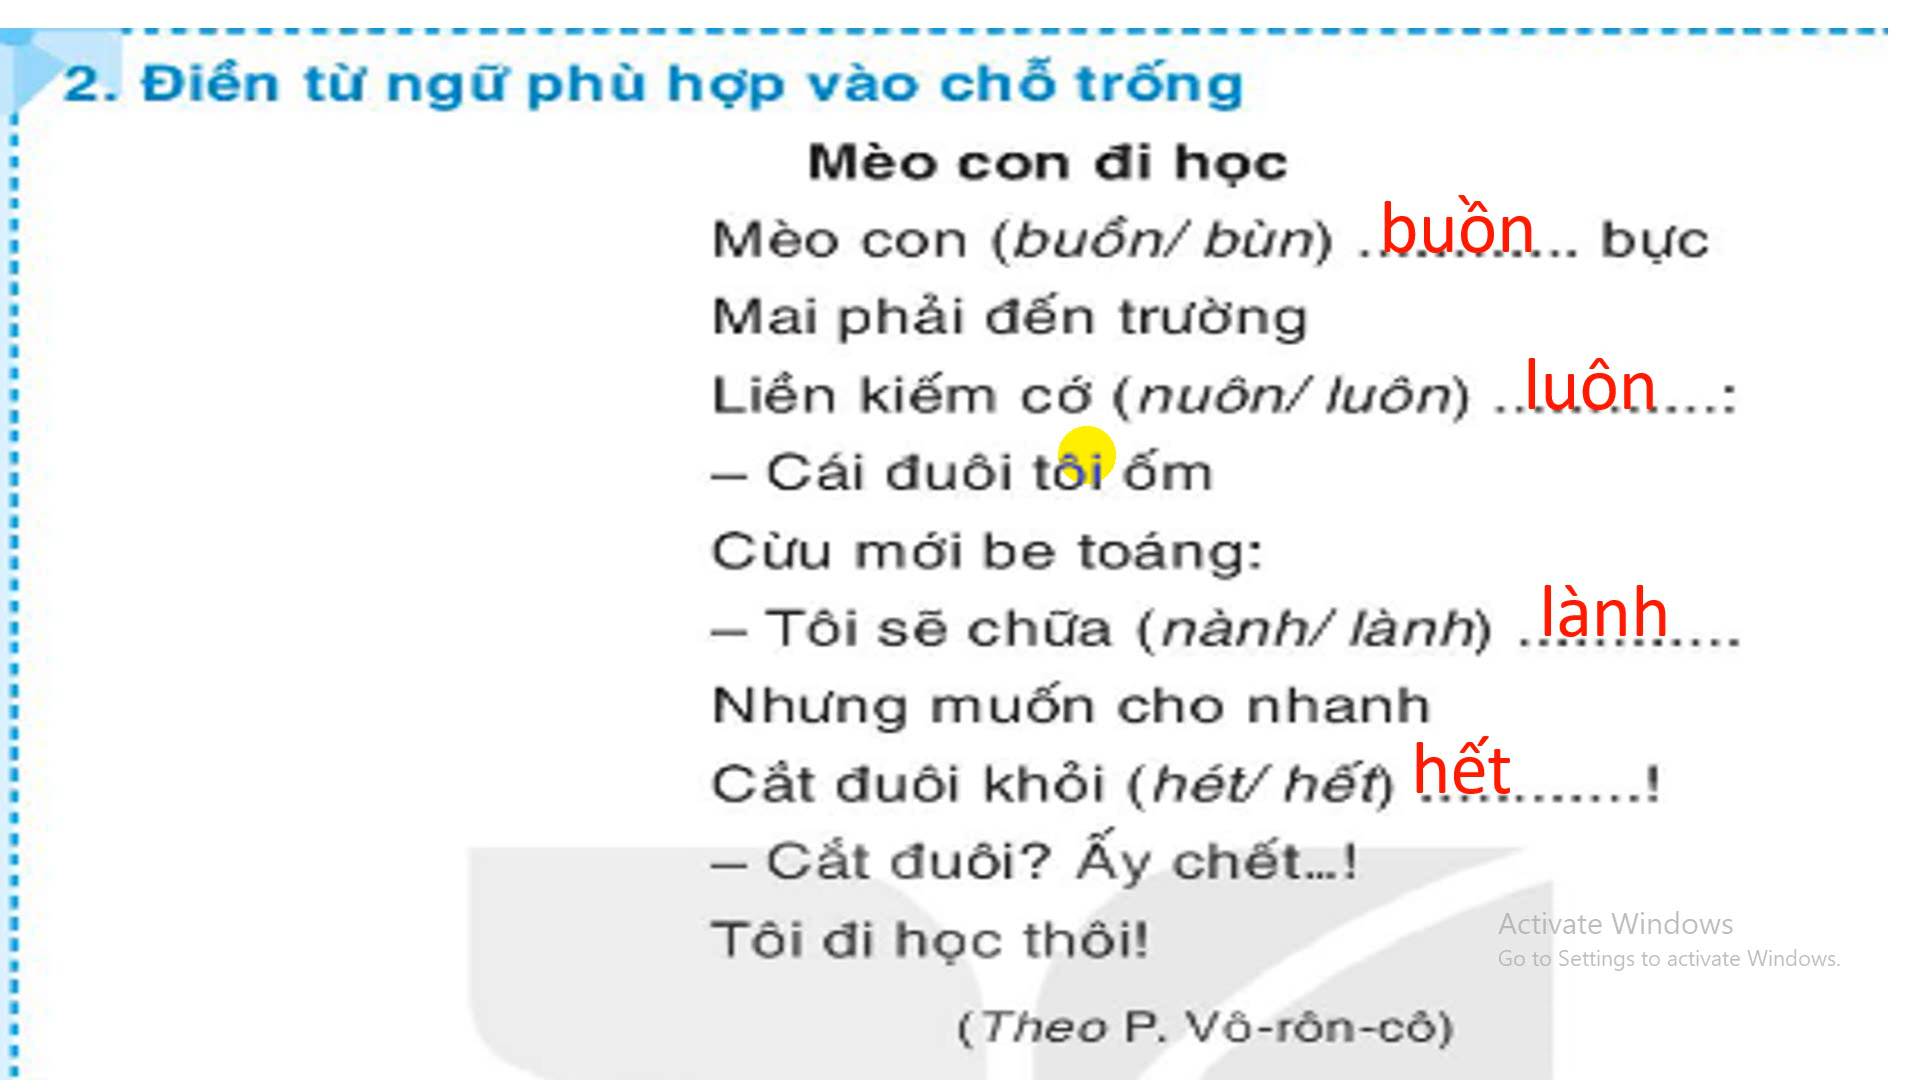 2. Điền từ ngữ phù hợp vào chỗ trống
Mèo con đi học
Mèo con (buồn/ bùn) .buồn........... bực
Mai phải đến trường
Liền kiếm cớ (nuôn/ luôn) ..luôn..........:
– Cái đuôi tôi ốm
Cừu mới be toáng:
– Tôi sẽ chữa (nành/ lành) .lành...........
Nhưng muốn cho nhanh
Cắt đuôi khỏi (hét/ hết) hết............!
– Cắt đuôi? Ấy chết...!
Tôi đi học thôi!
(Theo P. Vô-rôn-cô)
Activate Windows
Go to Settings to activate Windows.